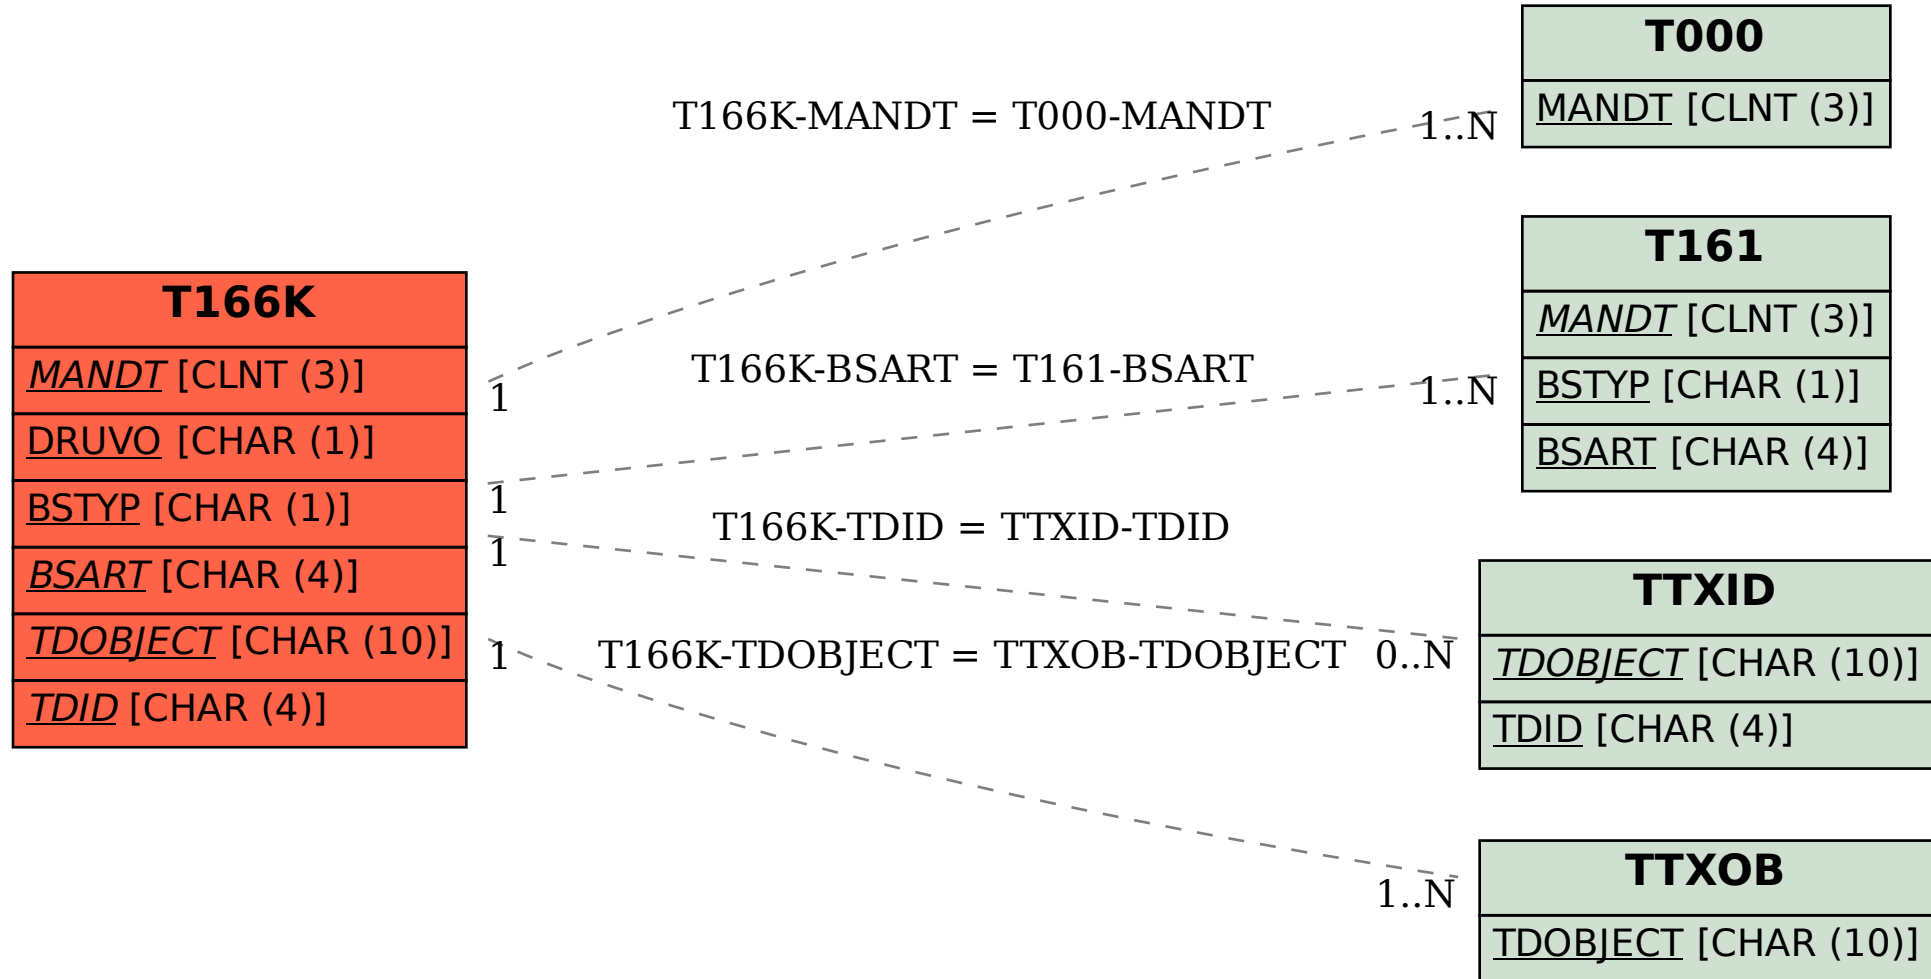 T166K
MANDT [CLNT (3)]
DRUVO [CHAR (1)]
BSTYP [CHAR (1)]
BSART [CHAR (4)]
TDOBJECT [CHAR (10)]
TDID [CHAR (4)]
T166K-MANDT = T000-MANDT
1
1..N
T166K-BSART = T161-BSART
1
1..N
T166K-TDID = TTXID-TDID
1
0..N
T166K-TDOBJECT = TTXOB-TDOBJECT
1
1..N
T000
MANDT [CLNT (3)]
T161
MANDT [CLNT (3)]
BSTYP [CHAR (1)]
BSART [CHAR (4)]
TTXID
TDOBJECT [CHAR (10)]
TDID [CHAR (4)]
TTXOB
TDOBJECT [CHAR (10)]